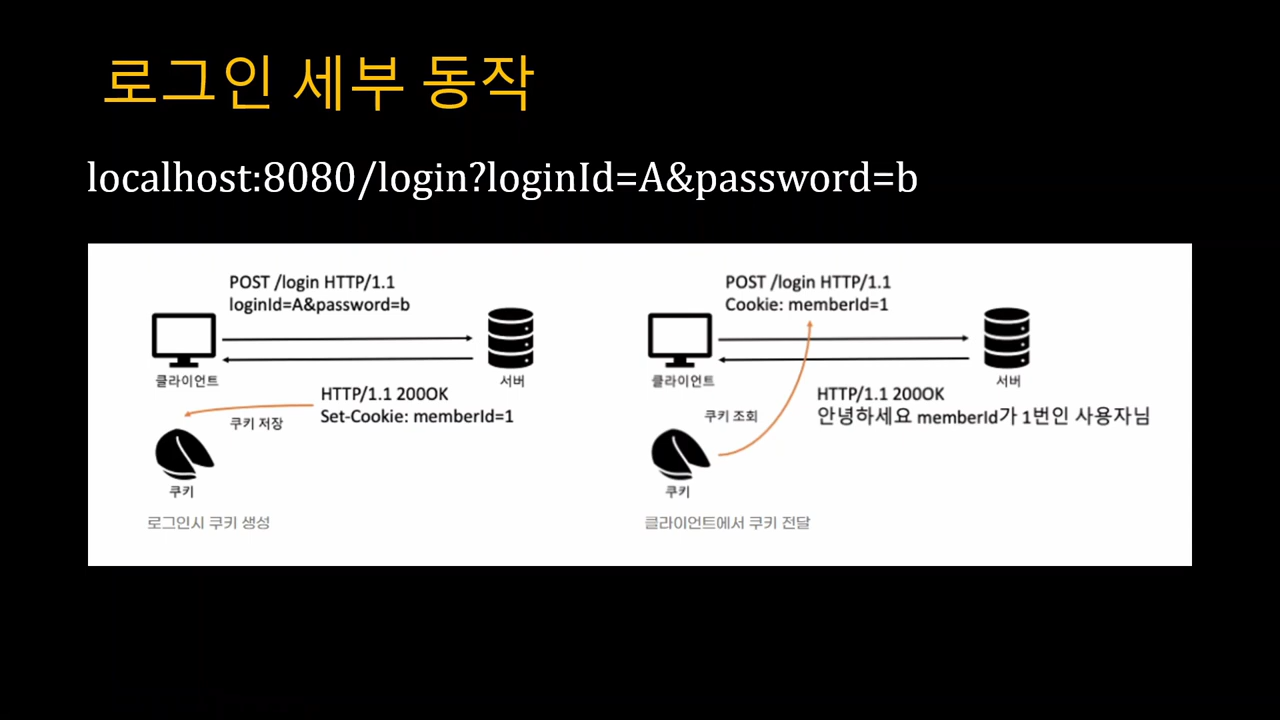 로그인 세부 동작
localhost:8080/login?loginId=A&password=b
POST /login HTTP/1.1
loginId=A&password=b
클라이언트
서버
HTTP/1.1 200OK
Set-Cookie: memberId=1
쿠키 저장
쿠키
로그인시 쿠키 생성
POST /login HTTP/1.1
Cookie: memberId=1
클라이언트
서버
HTTP/1.1 200OK
안녕하세요 memberId가 1번인 사용자님
쿠키 조회
쿠키
클라이언트에서 쿠키 전달